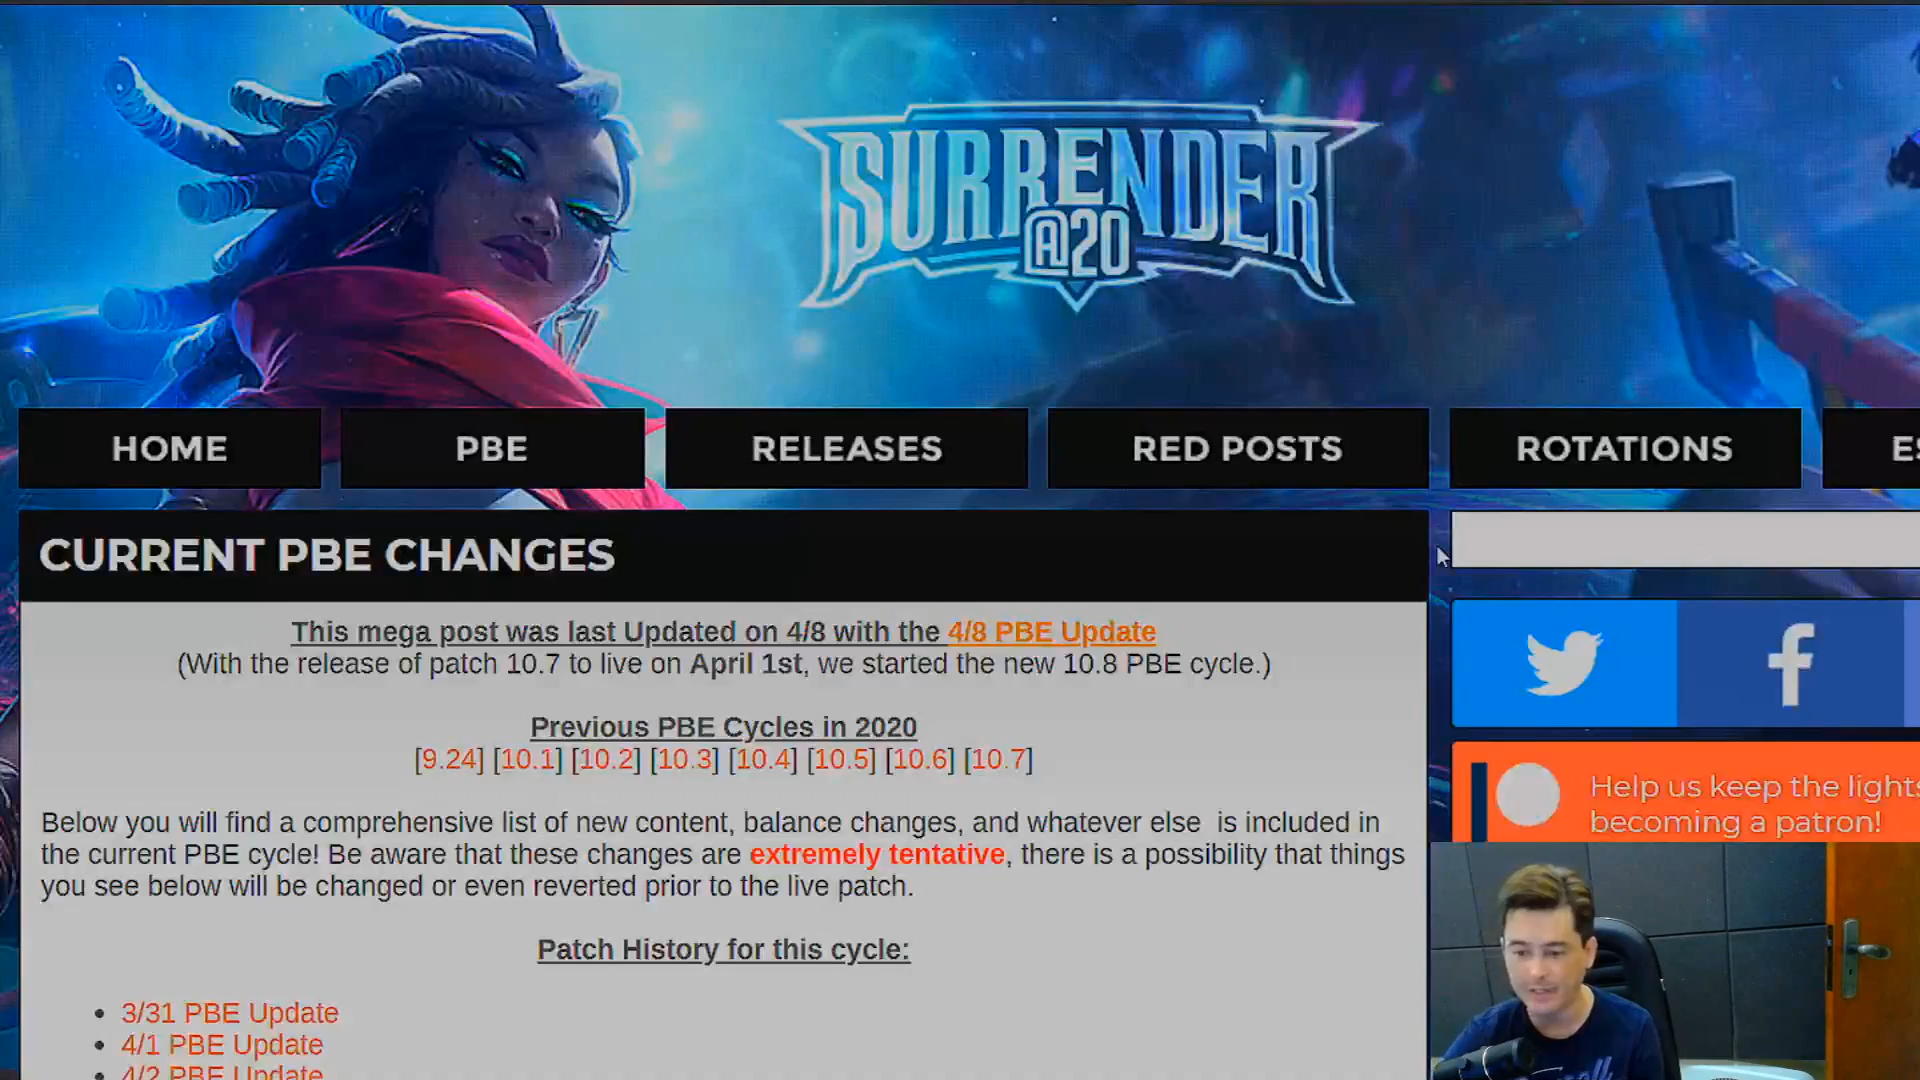 SURRENDER
@20
HOME
PBE
RELEASES
RED POSTS
ROTATIONS
CURRENT PBE CHANGES
This mega post was last Updated on 4/8 with the 4/8 PBE Update
(With the release of patch 10.7 to live on April 1st, we started the new 10.8 PBE cycle.)
Previous PBE Cycles in 2020
[9.24] [10.1] [10.2] [10.3] [10.4] [10.5] [10.6] [10.7]
Below you will find a comprehensive list of new content, balance changes, and whatever else is included in
the current PBE cycle! Be aware that these changes are extremely tentative, there is a possibility that things
you see below will be changed or even reverted prior to the live patch.
Patch History for this cycle:
• 3/31 PBE Update
• 4/1 PBE Update
• 4/2 PBE Update
Help us keep the lights
becoming a patron!